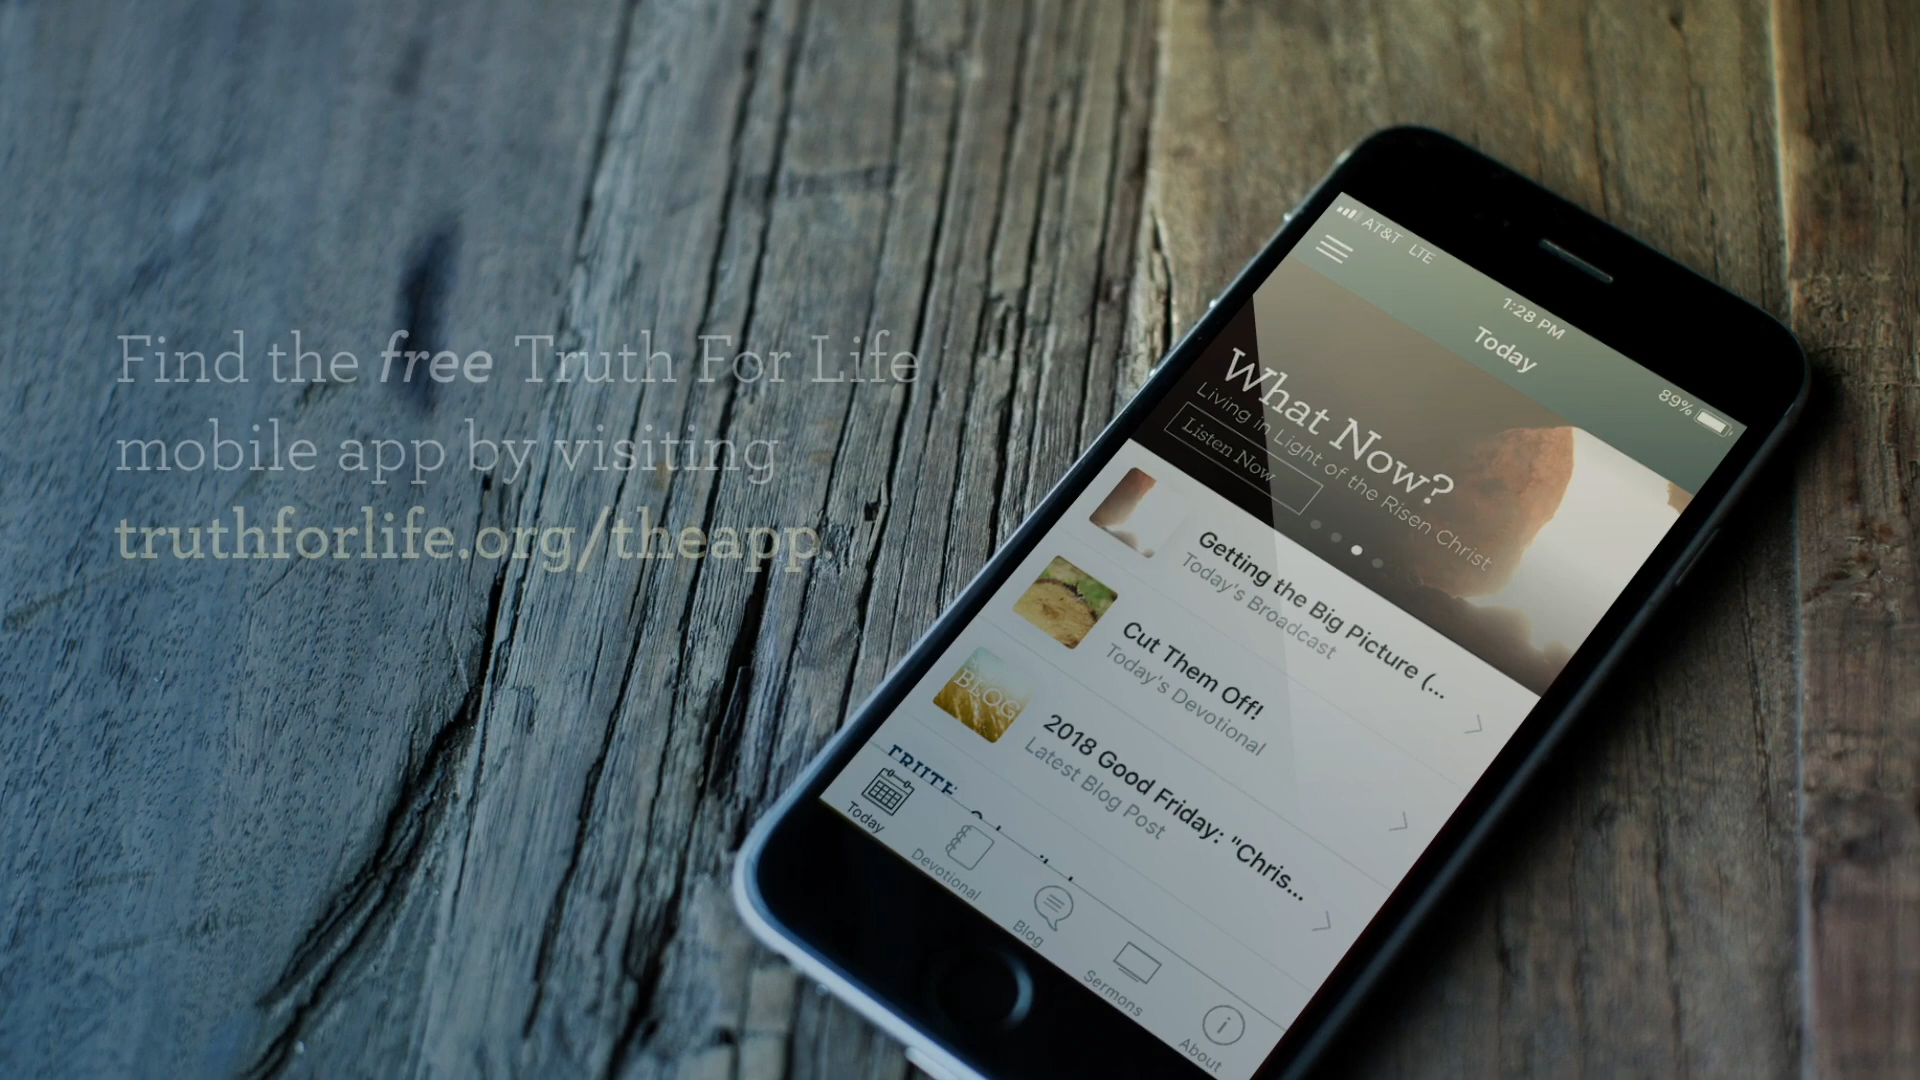 Find the free Truth For Life
mobile app by visiting
truthforlife.org/theapp.
AT&T LTE
1:28 PM
89%
Today
What Now?
Living in Light of the Risen Christ
Listen Now
Getting the Big Picture (...
Today's Broadcast
Cut Them Off!
Today's Devotional
BLOG
2018 Good Friday: "Chris...
Latest Blog Post
Today
Devotional
Blog
Sermons
About